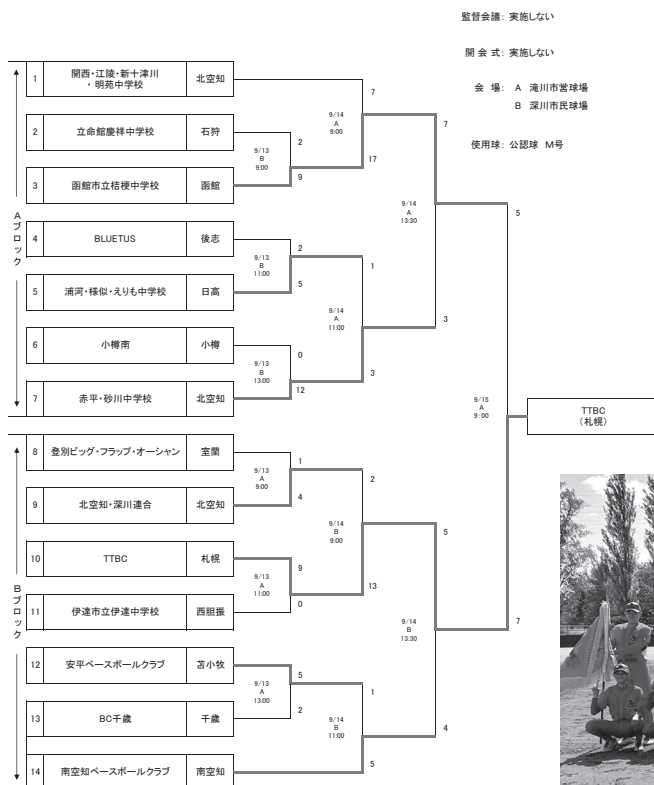 監督会議: 実施しない
開 会 式: 実施しない
会　場: A 滝川市営球場
B 深川市民球場
使用球: 公認球 M号
Aブロック
1 関西・江陵・新十津川・明苑中学校 北空知
2 立命館慶祥中学校 石狩
3 函館市立桔梗中学校 函館
4 BLUETUS 後志
5 浦河・様似・えりも中学校 日高
6 小樽南 小樽
7 赤平・砂川中学校 北空知
Bブロック
8 登別ビッグ・フラップ・オーシャン 室蘭
9 北空知・深川連合 北空知
10 TTBC 札幌
11 伊達市立伊達中学校 西胆振
12 安平ベースボールクラブ 苫小牧
13 BC千歳 千歳
14 南空知ベースボールクラブ 南空知
9/13 B 9:00
2
9
9/13 B 11:00
2
5
9/13 B 13:00
0
12
9/13 A 9:00
1
4
9/13 A 11:00
9
0
9/13 A 13:00
5
2
9/14 A 9:00
7
17
9/14 A 11:00
1
3
9/14 B 9:00
2
13
9/14 B 11:00
1
5
9/14 A 13:30
7
3
9/14 B 13:30
5
4
9/15 A 9:00
5
7
TTBC
(札幌)